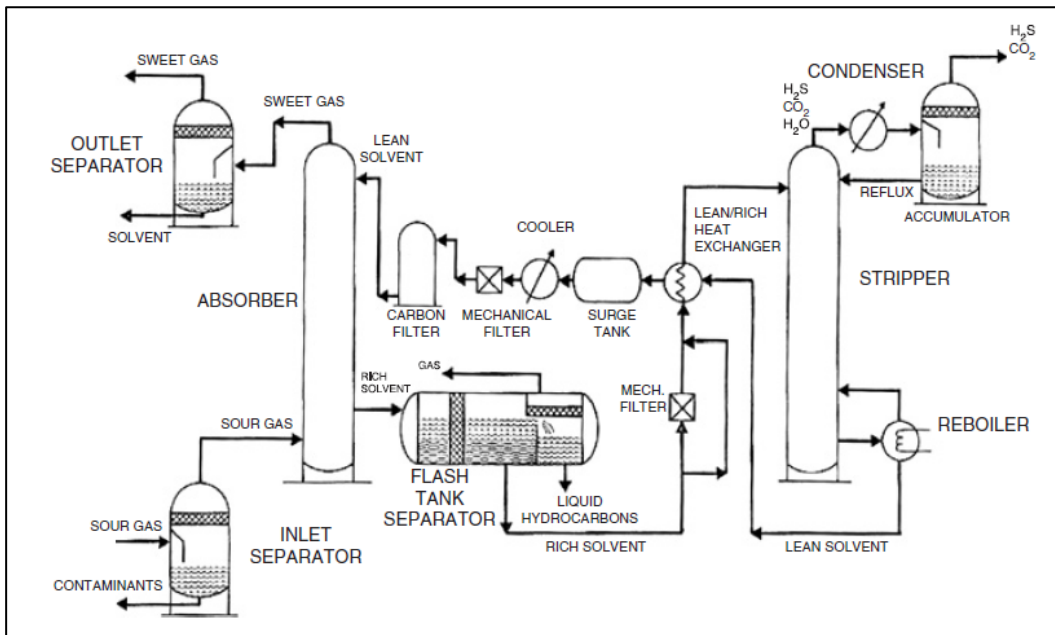 SWEET GAS
SWEET GAS
OUTLET
SEPARATOR
SOLVENT
LEAN
SOLVENT
ABSORBER
COOLER
CARBON
FILTER
MECHANICAL
FILTER
SURGE
TANK
LEAN/RICH
HEAT
EXCHANGER
H₂S
CO₂
H₂O
CONDENSER
H₂S
CO₂
REFLUX
ACCUMULATOR
STRIPPER
RICH
SOLVENT
GAS
MECH.
FILTER
SOUR GAS
FLASH
TANK
SEPARATOR
LIQUID
HYDROCARBONS
RICH SOLVENT
REBOILER
LEAN SOLVENT
SOUR GAS
INLET
SEPARATOR
CONTAMINANTS